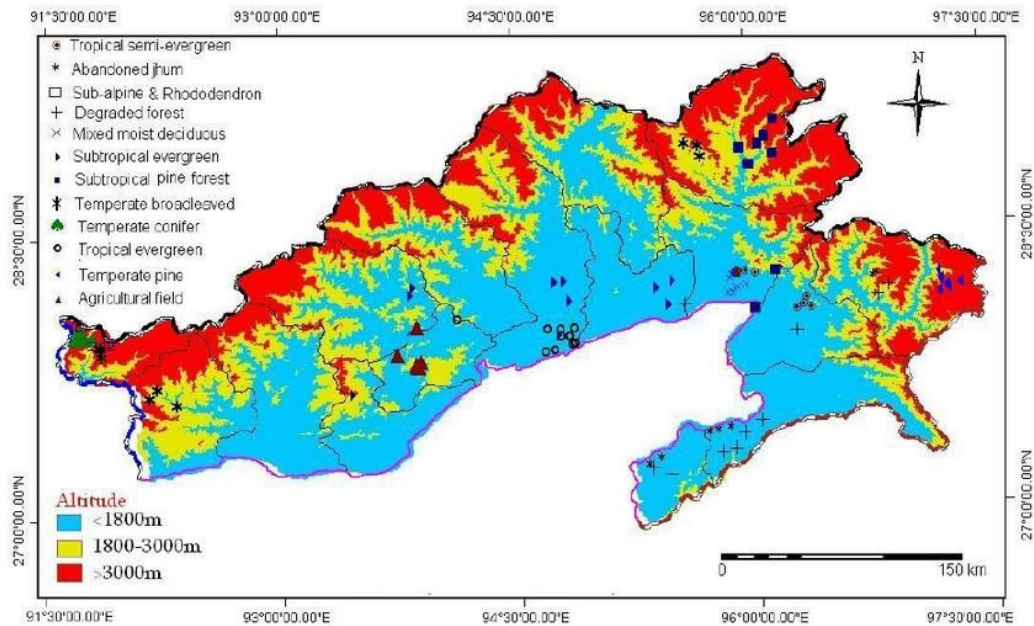 91°30'00.00"E 93°00'00.00"E 94°30'00.00"E 96°00'00.00"E 97°30'00.00"E
Tropical semi-evergreen
Abandoned jhum
Sub-alpine & Rhododendron
Degraded forest
Mixed moist deciduous
Subtropical evergreen
Subtropical pine forest
Temperate broadleaved
Temperate conifer
Tropical evergreen
Temperate pine
Agricultural field
N
28°30'00.00"N
28°30'00.00"N
27°00'00.00"N
27°00'00.00"N
Altitude
<1800m
1800-3000m
>3000m
0 150 km
91°30'00.00"E 93°00'00.00"E 94°30'00.00"E 96°00'00.00"E 97°30'00.00"E